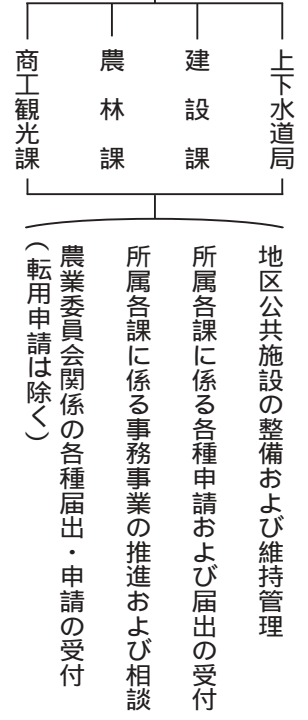 上下水道局
建設課
農林課
商工観光課
地区公共施設の整備および維持管理
所属各課に係る各種申請および届出の受付
所属各課に係る事務事業の推進および相談
農業委員会関係の各種届出・申請の受付
（転用申請は除く）